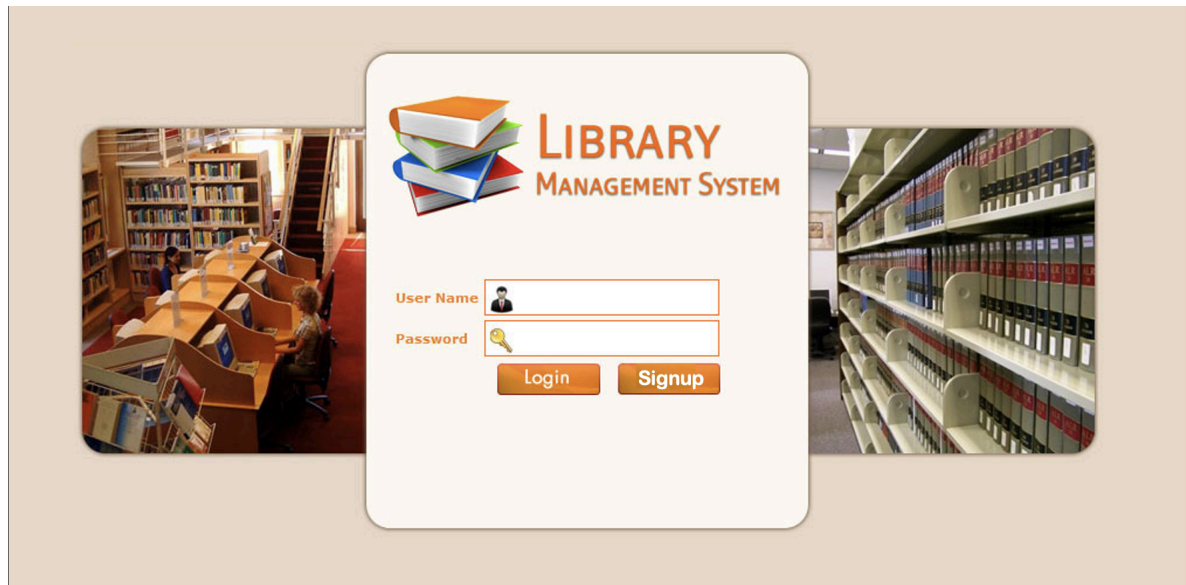 LIBRARY
MANAGEMENT SYSTEM
User Name
Password
Login
Signup